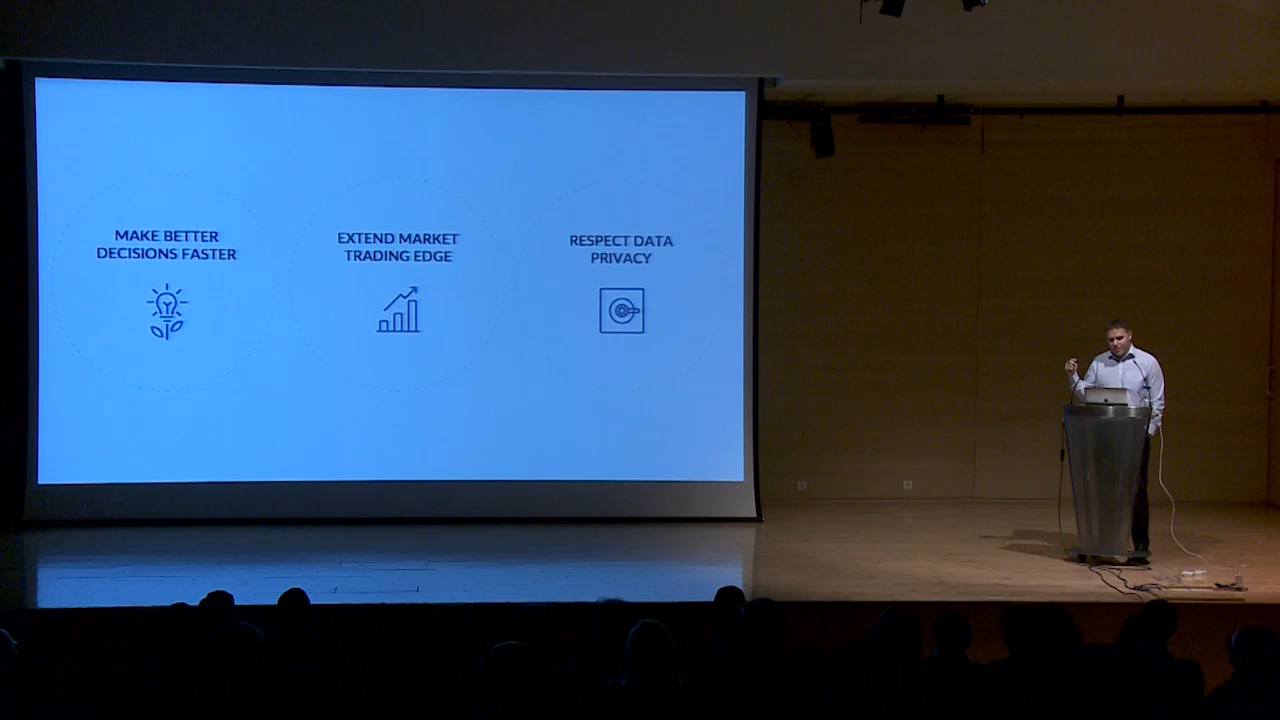 MAKE BETTER
DECISIONS FASTER
EXTEND MARKET
TRADING EDGE
RESPECT DATA
PRIVACY